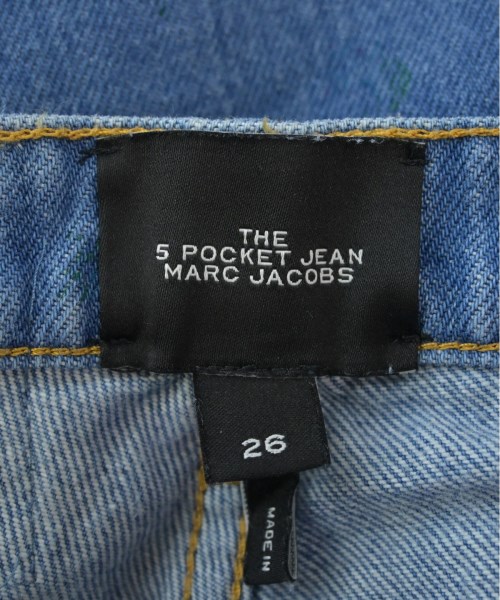 THE
5 POCKET JEAN
MARC JACOBS
26
MADE IN